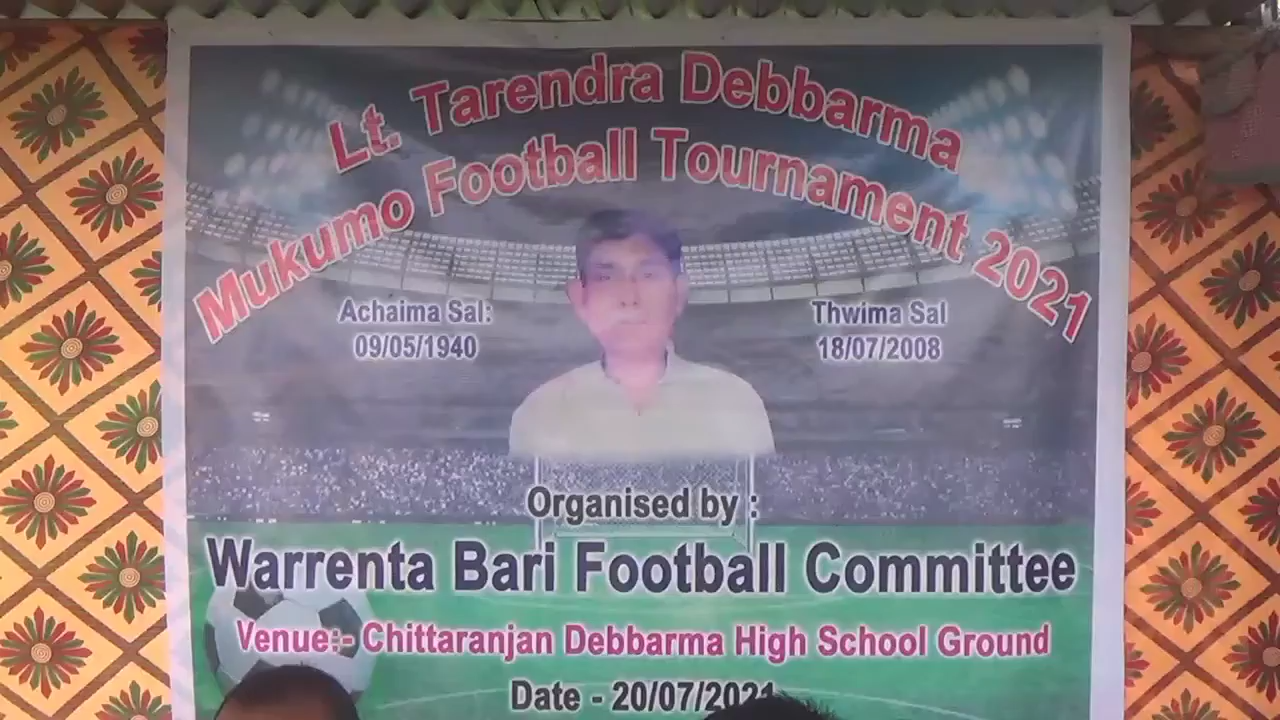 Lt. Tarendra Debbarma
Mukumo Football Tournament 2021
Achaima Sal:
09/05/1940
Thwima Sal
18/07/2008
Organised by :
Warrenta Bari Football Committee
Venue:- Chittaranjan Debbarma High School Ground
Date - 20/07/2021